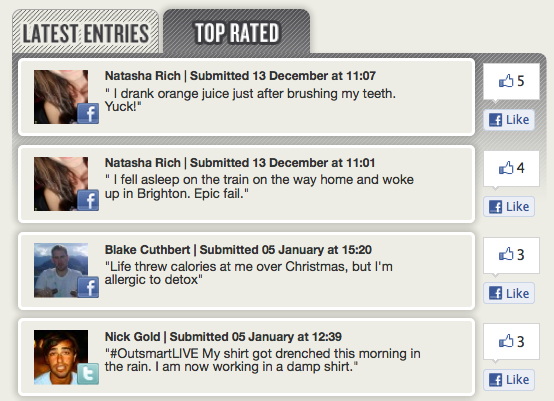 LATEST ENTRIES
TOP RATED
Natasha Rich | Submitted 13 December at 11:07
" I drank orange juice just after brushing my teeth.
Yuck!"
5
Like
Natasha Rich | Submitted 13 December at 11:01
" I fell asleep on the train on the way home and woke
up in Brighton. Epic fail."
4
Like
Blake Cuthbert | Submitted 05 January at 15:20
"Life threw calories at me over Christmas, but I'm
allergic to detox"
3
Like
Nick Gold | Submitted 05 January at 12:39
"#OutsmartLIVE My shirt got drenched this morning in
the rain. I am now working in a damp shirt."
3
Like